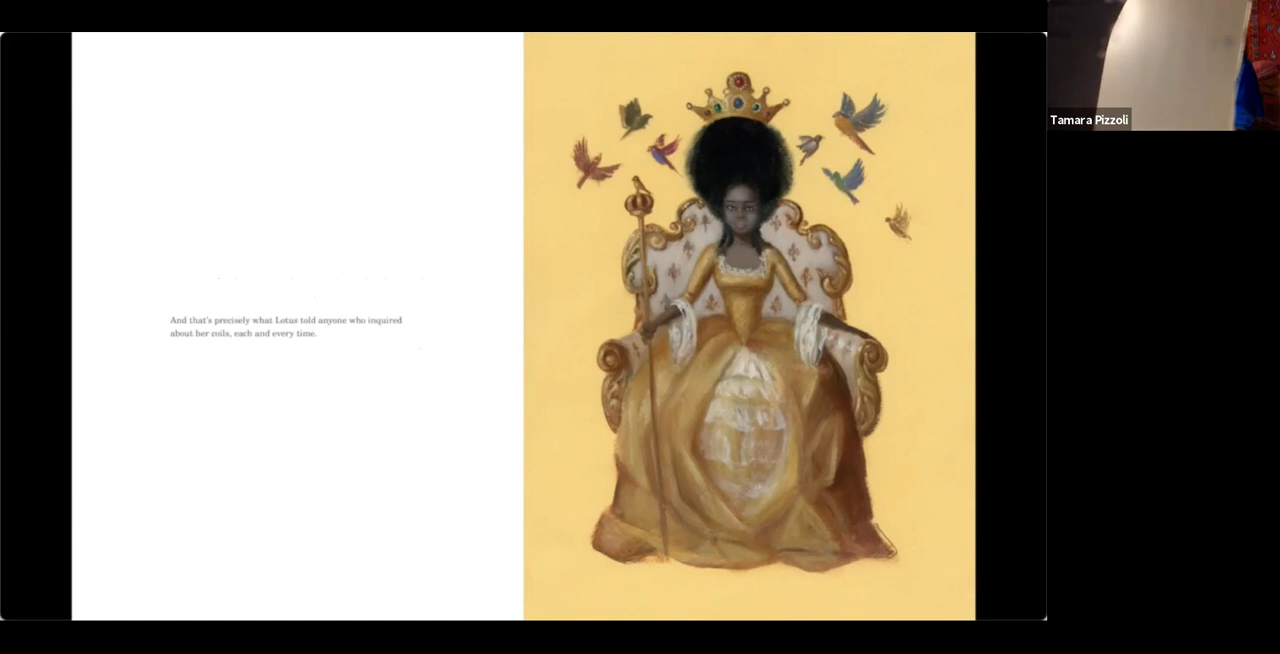 And that's precisely what Lotus told anyone who inquired
about her coils, each and every time.
Tamara Pizzoli